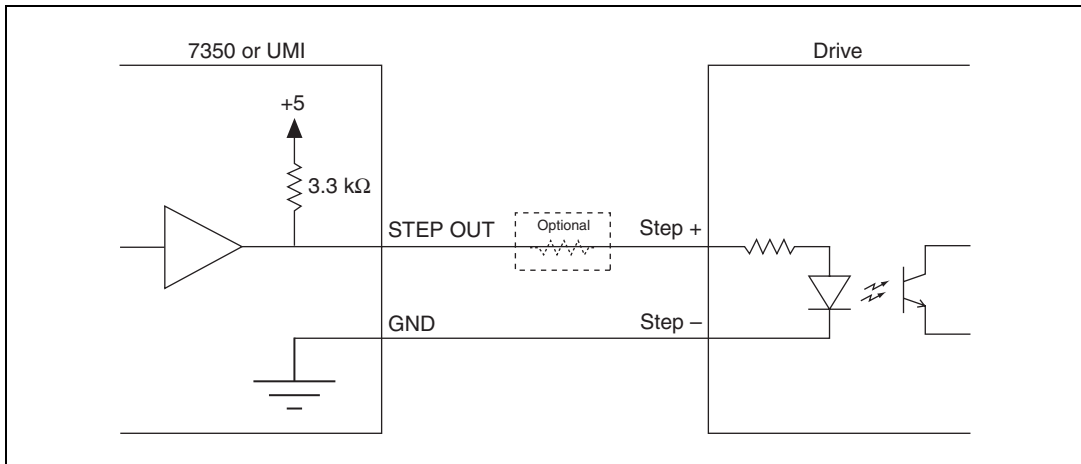 7350 or UMI
Drive
+5
3.3 kΩ
STEP OUT
Optional
Step +
GND
Step –